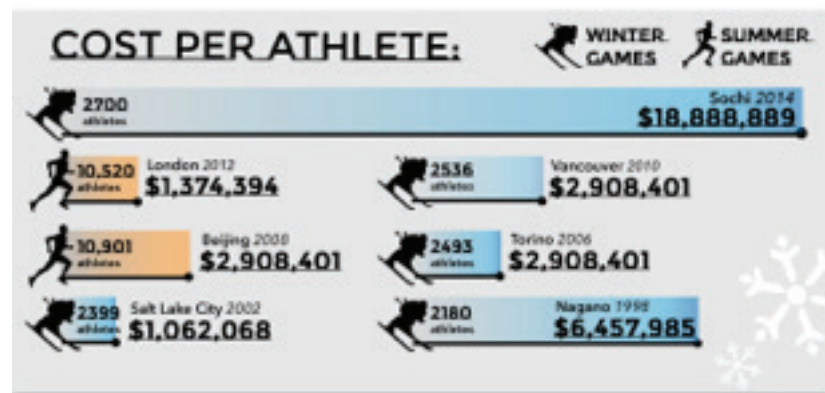 COST PER ATHLETE:
WINTER GAMES
SUMMER GAMES
2700 athletes
Sochi 2014
$18,888,889
10,520 athletes
London 2012
$1,374,394
2536 athletes
Vancouver 2010
$2,908,401
10,901 athletes
Beijing 2008
$2,908,401
2493 athletes
Torino 2006
$2,908,401
2399 athletes
Salt Lake City 2002
$1,062,068
2180 athletes
Nagano 1998
$6,457,985